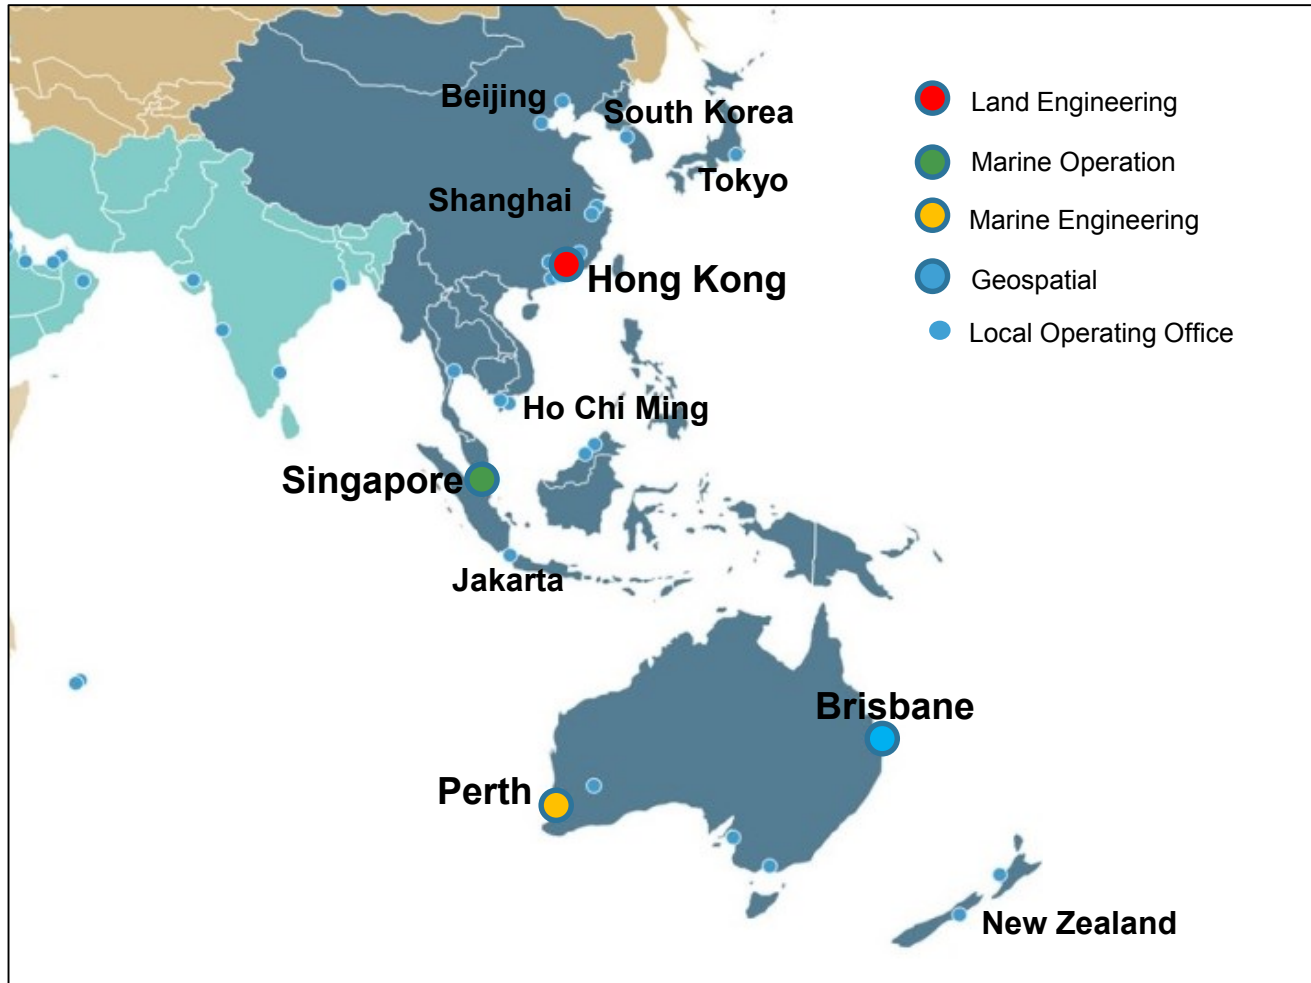 Beijing
South Korea
Tokyo
Shanghai
Hong Kong
Ho Chi Ming
Singapore
Jakarta
Brisbane
Perth
New Zealand
Land Engineering
Marine Operation
Marine Engineering
Geospatial
Local Operating Office